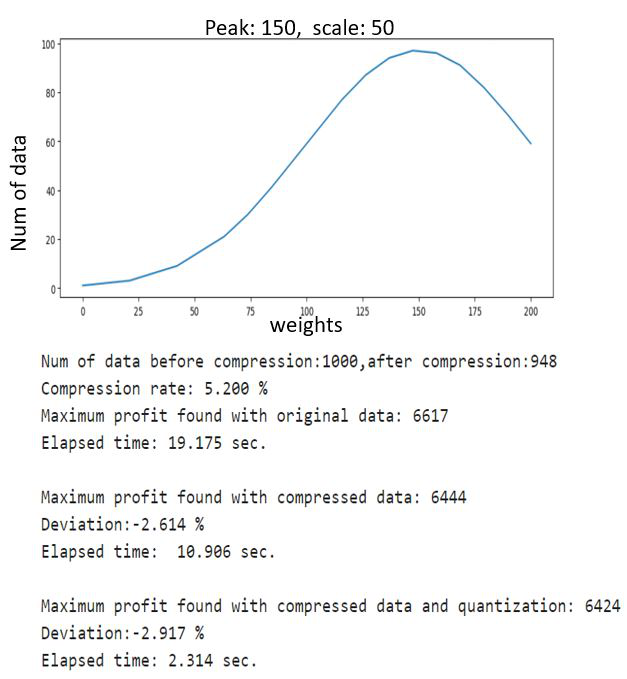 Peak: 150,  scale: 50
100
80
60
40
20
0
Num of data
0 25 50 75 100 125 150 175 200
weights
Num of data before compression:1000,after compression:948
Compression rate: 5.200 %
Maximum profit found with original data: 6617
Elapsed time: 19.175 sec.
Maximum profit found with compressed data: 6444
Deviation:-2.614 %
Elapsed time:  10.906 sec.
Maximum profit found with compressed data and quantization: 6424
Deviation:-2.917 %
Elapsed time: 2.314 sec.